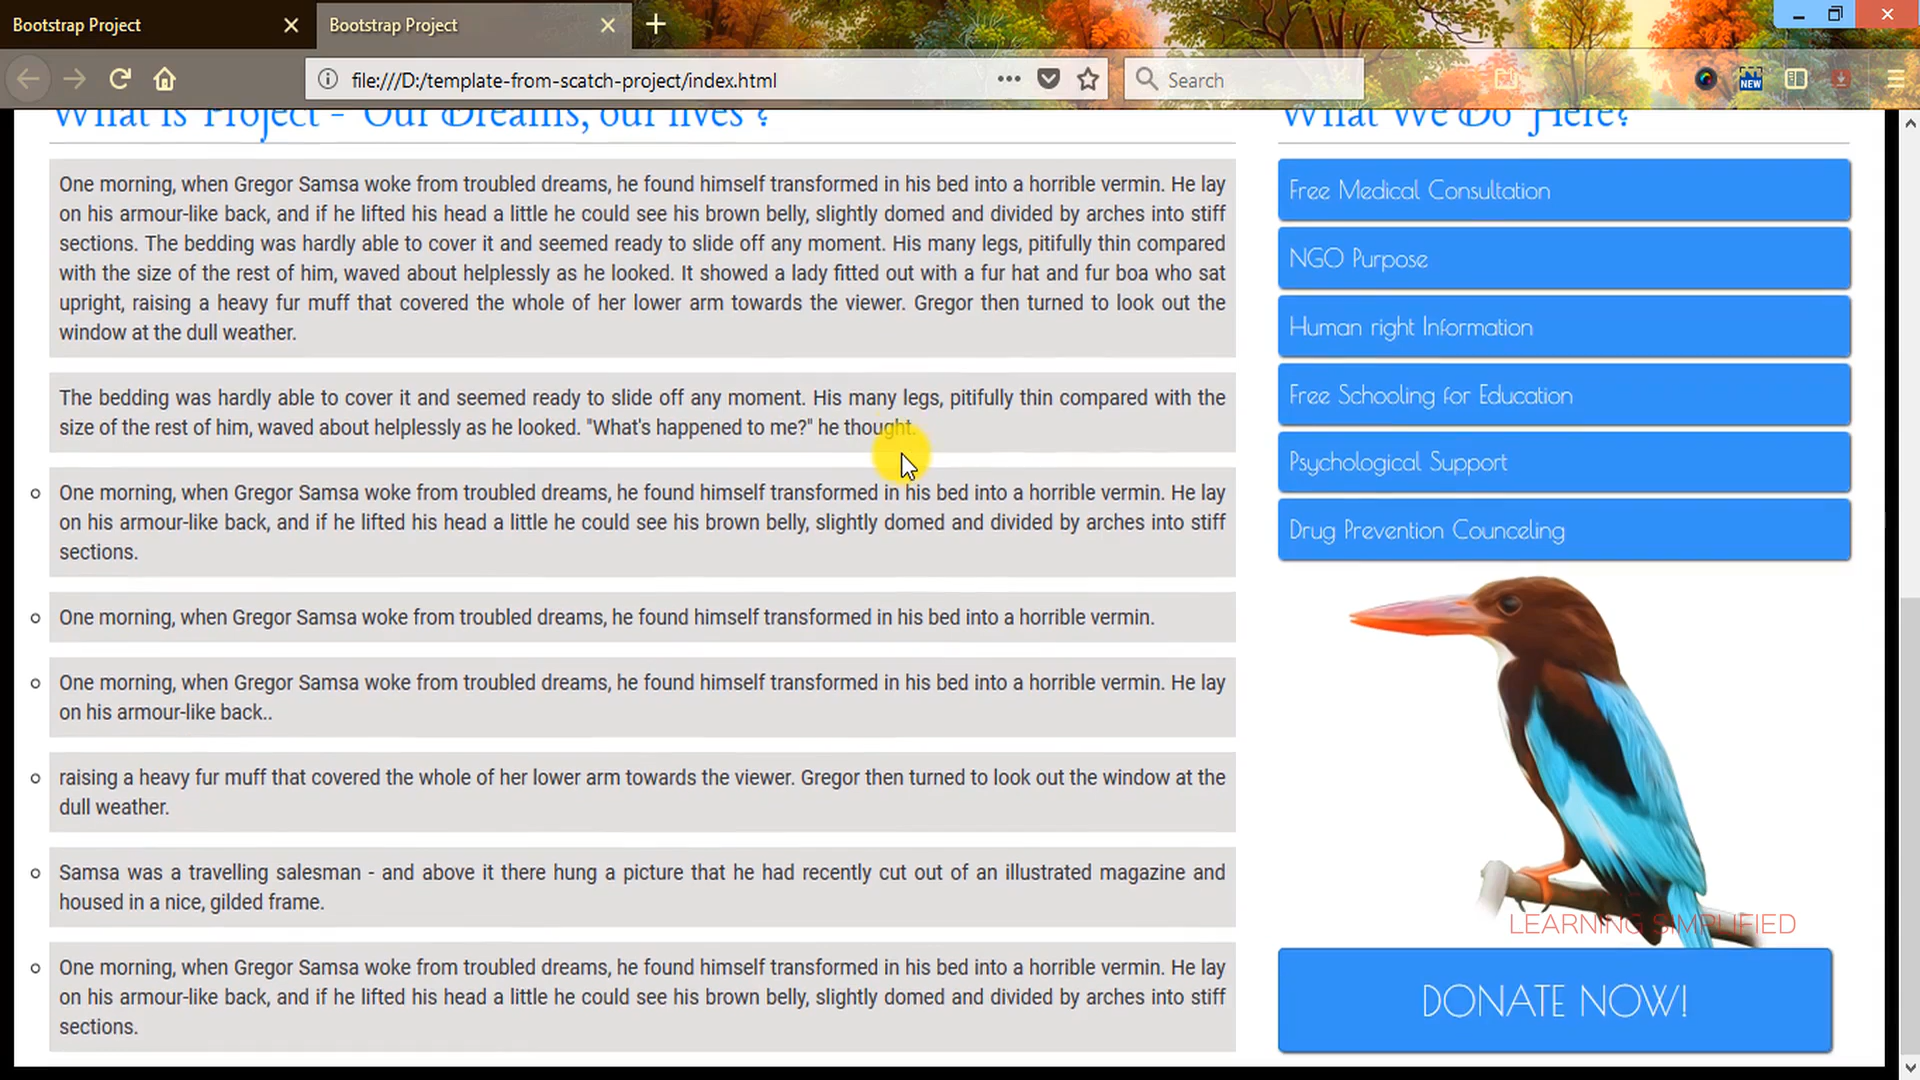 Bootstrap Project
Bootstrap Project
file:///D:/template-from-scatch-project/index.html
Search
NEW
What is Project - 'Our Dreams, our lives'?
One morning, when Gregor Samsa woke from troubled dreams, he found himself transformed in his bed into a horrible vermin. He lay
on his armour-like back, and if he lifted his head a little he could see his brown belly, slightly domed and divided by arches into stiff
sections. The bedding was hardly able to cover it and seemed ready to slide off any moment. His many legs, pitifully thin compared
with the size of the rest of him, waved about helplessly as he looked. It showed a lady fitted out with a fur hat and fur boa who sat
upright, raising a heavy fur muff that covered the whole of her lower arm towards the viewer. Gregor then turned to look out the
window at the dull weather.
The bedding was hardly able to cover it and seemed ready to slide off any moment. His many legs, pitifully thin compared with the
size of the rest of him, waved about helplessly as he looked. "What's happened to me?" he thought.
One morning, when Gregor Samsa woke from troubled dreams, he found himself transformed in his bed into a horrible vermin. He lay
on his armour-like back, and if he lifted his head a little he could see his brown belly, slightly domed and divided by arches into stiff
sections.
One morning, when Gregor Samsa woke from troubled dreams, he found himself transformed in his bed into a horrible vermin.
One morning, when Gregor Samsa woke from troubled dreams, he found himself transformed in his bed into a horrible vermin. He lay
on his armour-like back..
raising a heavy fur muff that covered the whole of her lower arm towards the viewer. Gregor then turned to look out the window at the
dull weather.
Samsa was a travelling salesman - and above it there hung a picture that he had recently cut out of an illustrated magazine and
housed in a nice, gilded frame.
One morning, when Gregor Samsa woke from troubled dreams, he found himself transformed in his bed into a horrible vermin. He lay
on his armour-like back, and if he lifted his head a little he could see his brown belly, slightly domed and divided by arches into stiff
sections.
What We Do Here?
Free Medical Consultation
NGO Purpose
Human right Information
Free Schooling for Education
Psychological Support
Drug Prevention Counceling
LEARNING SIMPLIFIED
DONATE NOW!